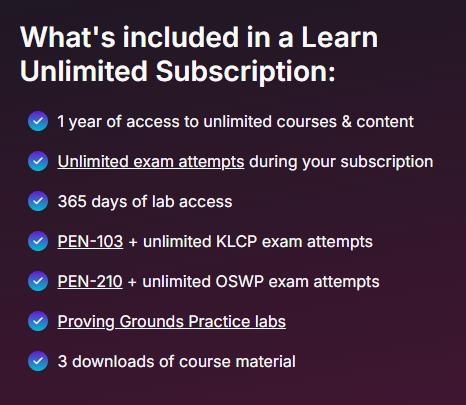 What's included in a Learn
Unlimited Subscription:
1 year of access to unlimited courses & content
Unlimited exam attempts during your subscription
365 days of lab access
PEN-103 + unlimited KLCP exam attempts
PEN-210 + unlimited OSWP exam attempts
Proving Grounds Practice labs
3 downloads of course material